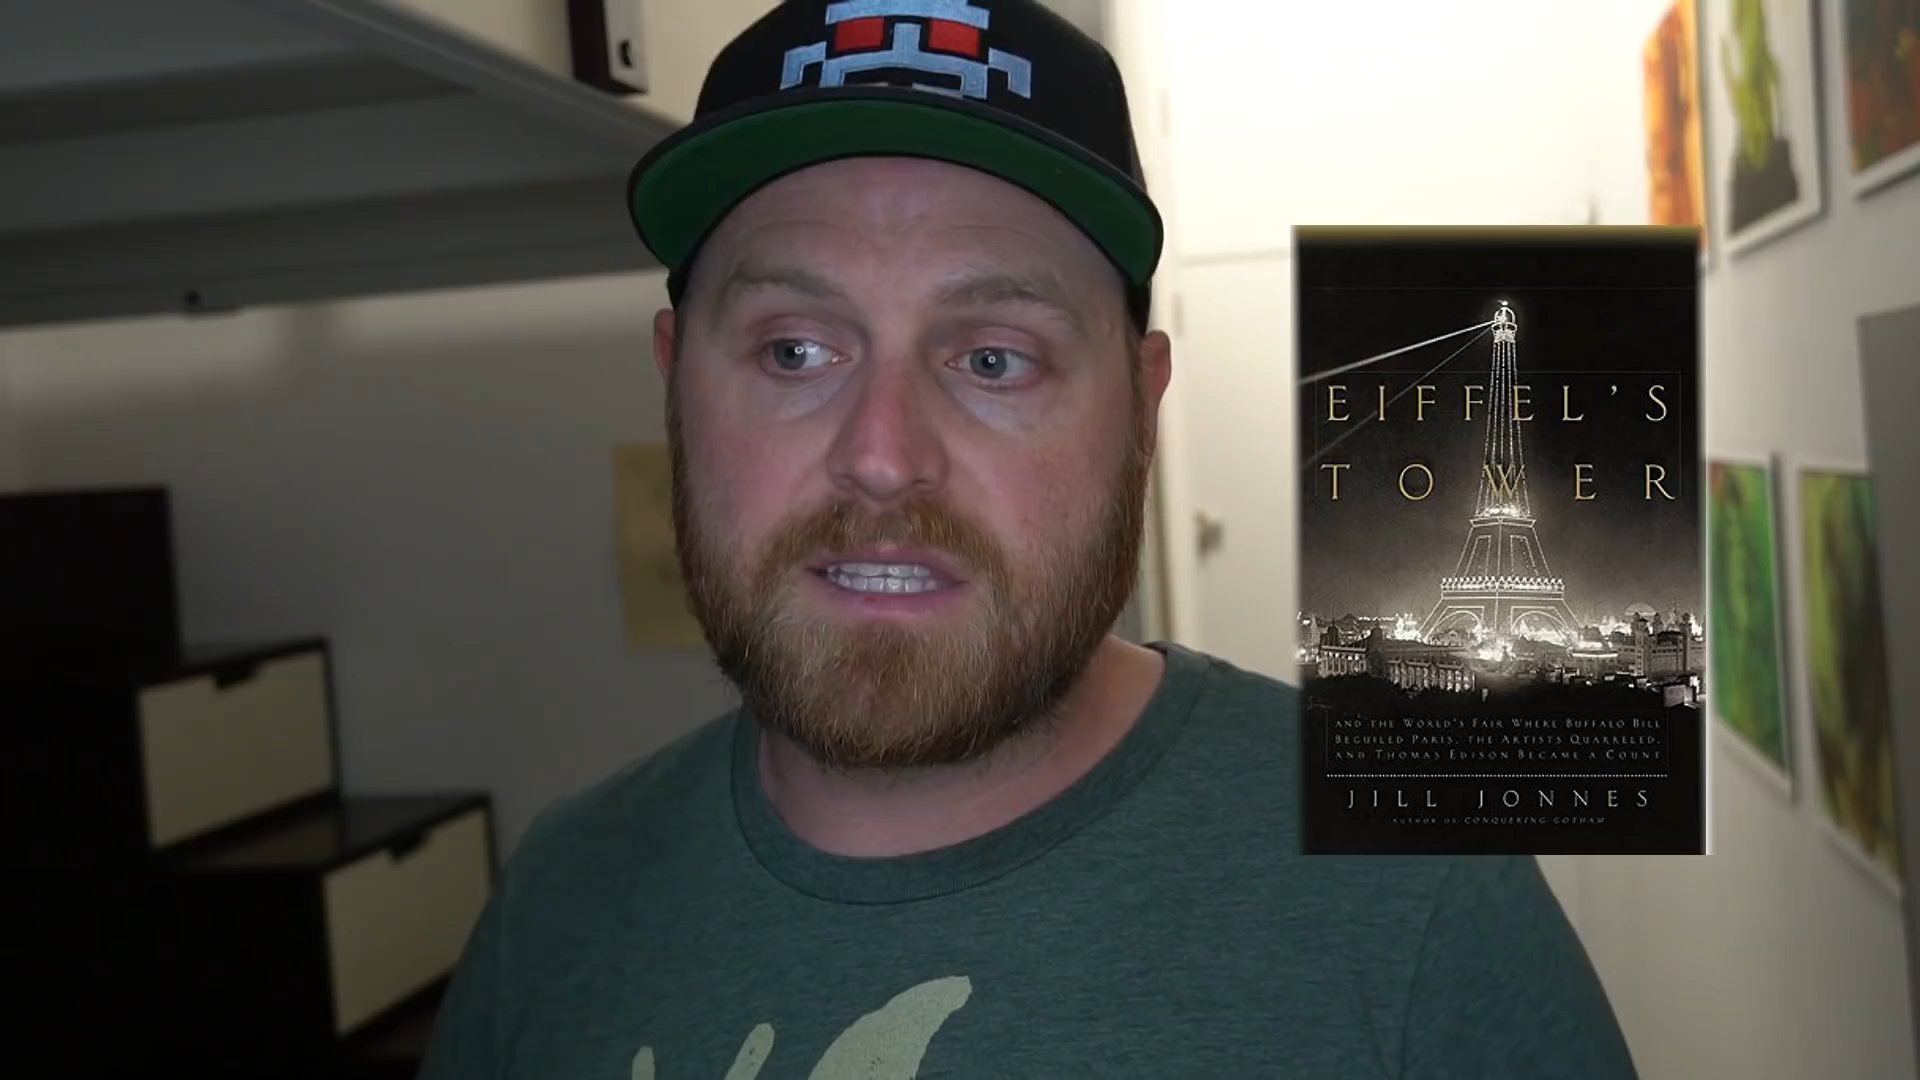 EIFFEL'S
TOWER
AND THE WORLD'S FAIR WHERE BUFFALO BILL
BEGUILED PARIS, THE ARTISTS QUARRELED,
AND THOMAS EDISON BECAME A COUNT
JILL JONNES
AUTHOR OF CONQUERING GOTHAM